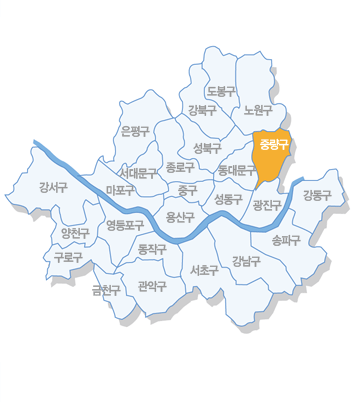 도봉구
강북구
노원구
은평구
성북구
중랑구
서대문구
종로구
동대문구
강서구
마포구
중구
성동구
강동구
용산구
광진구
양천구
영등포구
송파구
구로구
동작구
강남구
서초구
금천구
관악구